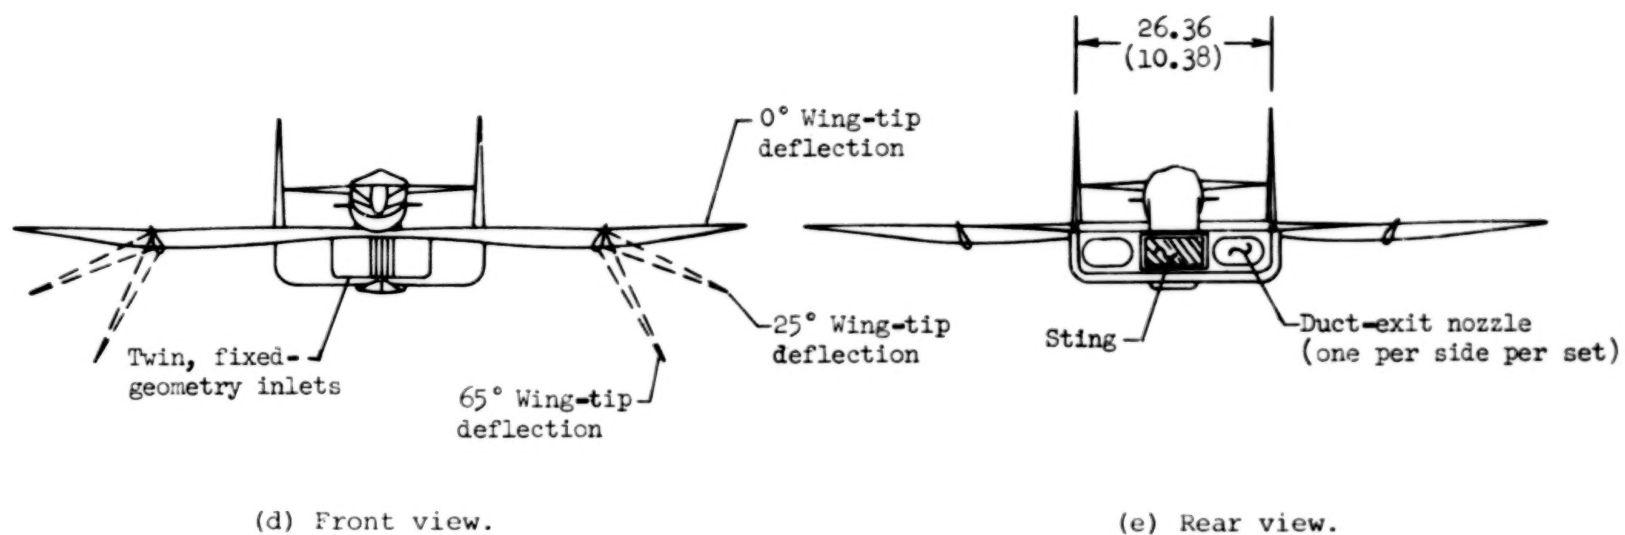 26.36
(10.38)
0° Wing-tip
deflection
Twin, fixed-
geometry inlets
25° Wing-tip
deflection
65° Wing-tip
deflection
Sting
Duct-exit nozzle
(one per side per set)
(d) Front view.
(e) Rear view.